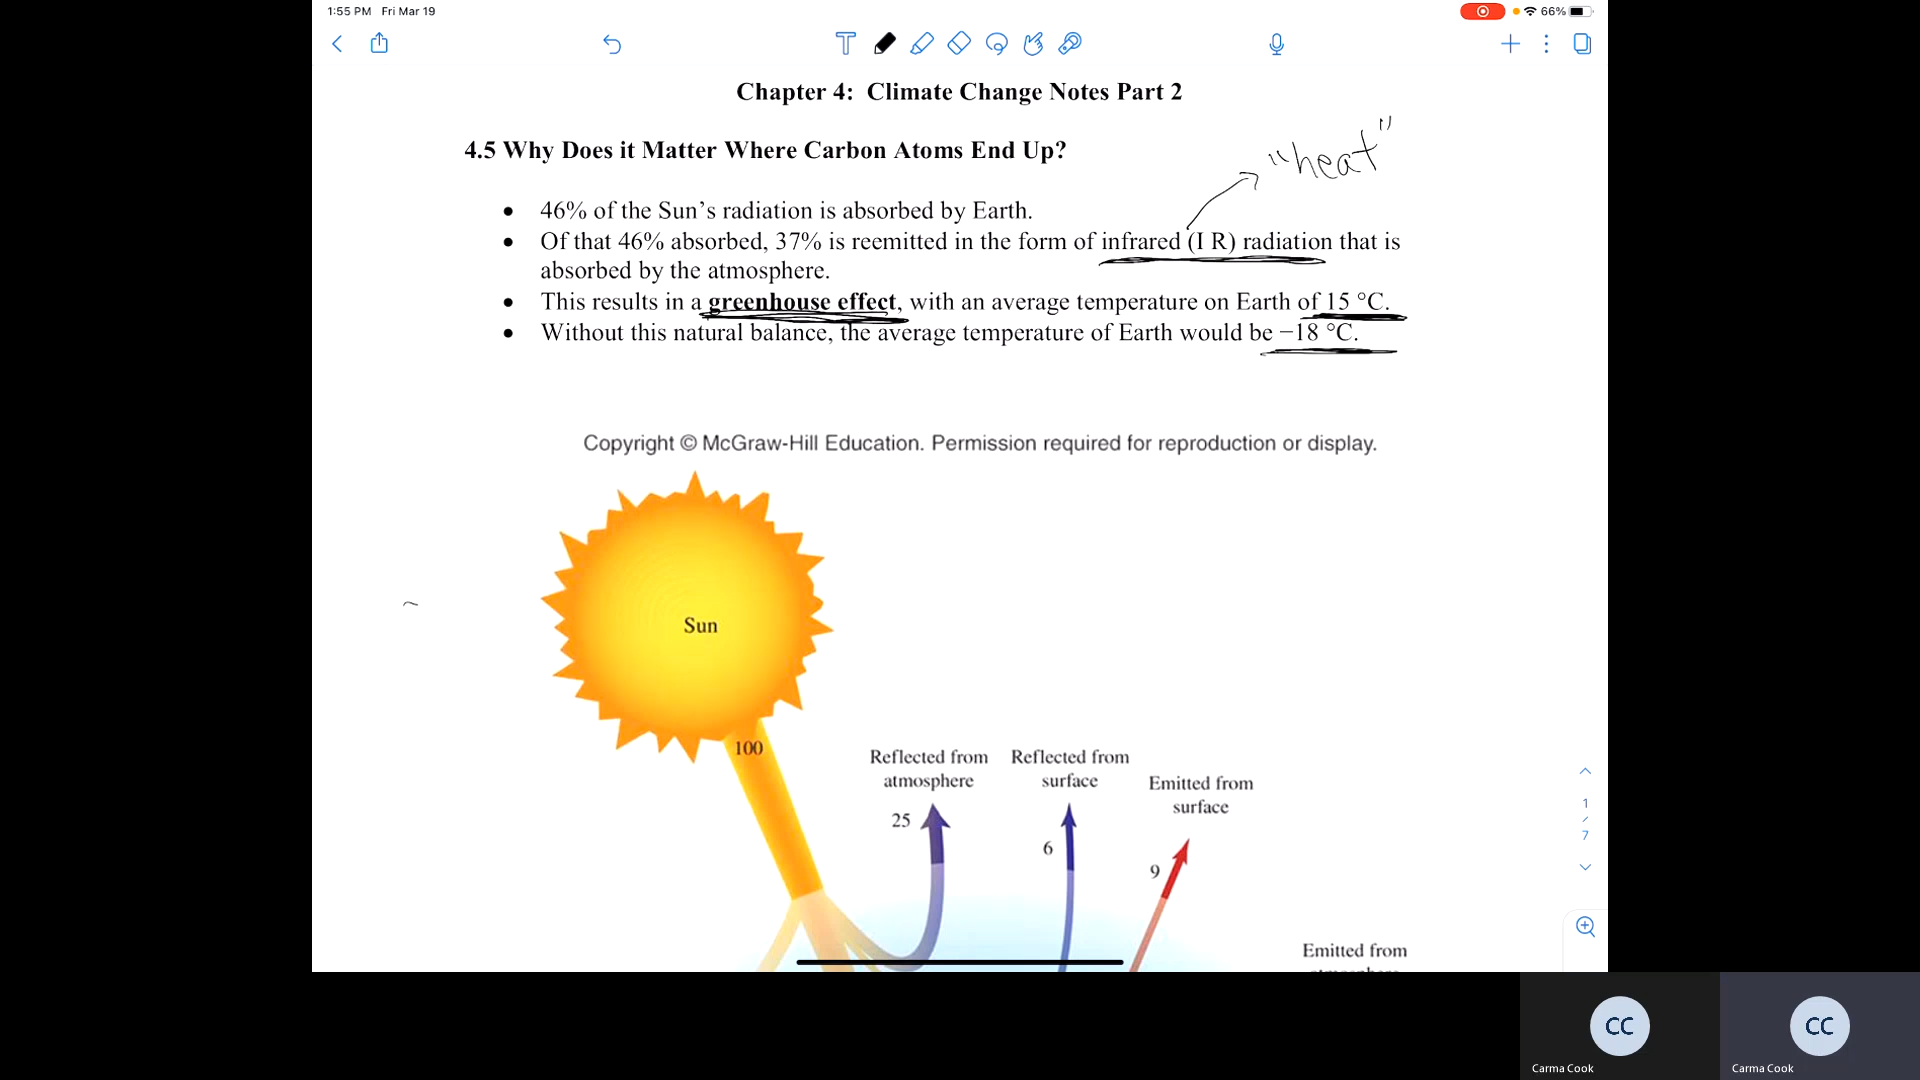 1:55 PM Fri Mar 19
66%
Chapter 4: Climate Change Notes Part 2
4.5 Why Does it Matter Where Carbon Atoms End Up?
"heat"
• 46% of the Sun's radiation is absorbed by Earth.
• Of that 46% absorbed, 37% is reemitted in the form of infrared (I R) radiation that is
absorbed by the atmosphere.
• This results in a greenhouse effect, with an average temperature on Earth of 15 °C.
• Without this natural balance, the average temperature of Earth would be −18 °C.
Copyright © McGraw-Hill Education. Permission required for reproduction or display.
Sun
100
Reflected from
atmosphere
25
Reflected from
surface
6
Emitted from
surface
9
1
/
7
Emitted from
CC
Carma Cook
CC
Carma Cook